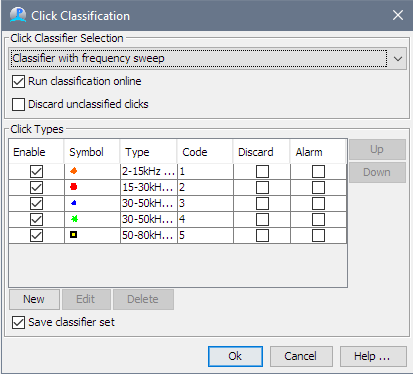 Click Classification
Click Classifier Selection
Classifier with frequency sweep
Run classification online
Discard unclassified clicks
Click Types
Enable Symbol Type Code Discard Alarm
2-15kHz ... 1
15-30kH... 2
30-50kH... 3
30-50kH... 4
50-80kH... 5
Up
Down
New Edit Delete
Save classifier set
Ok Cancel Help ...